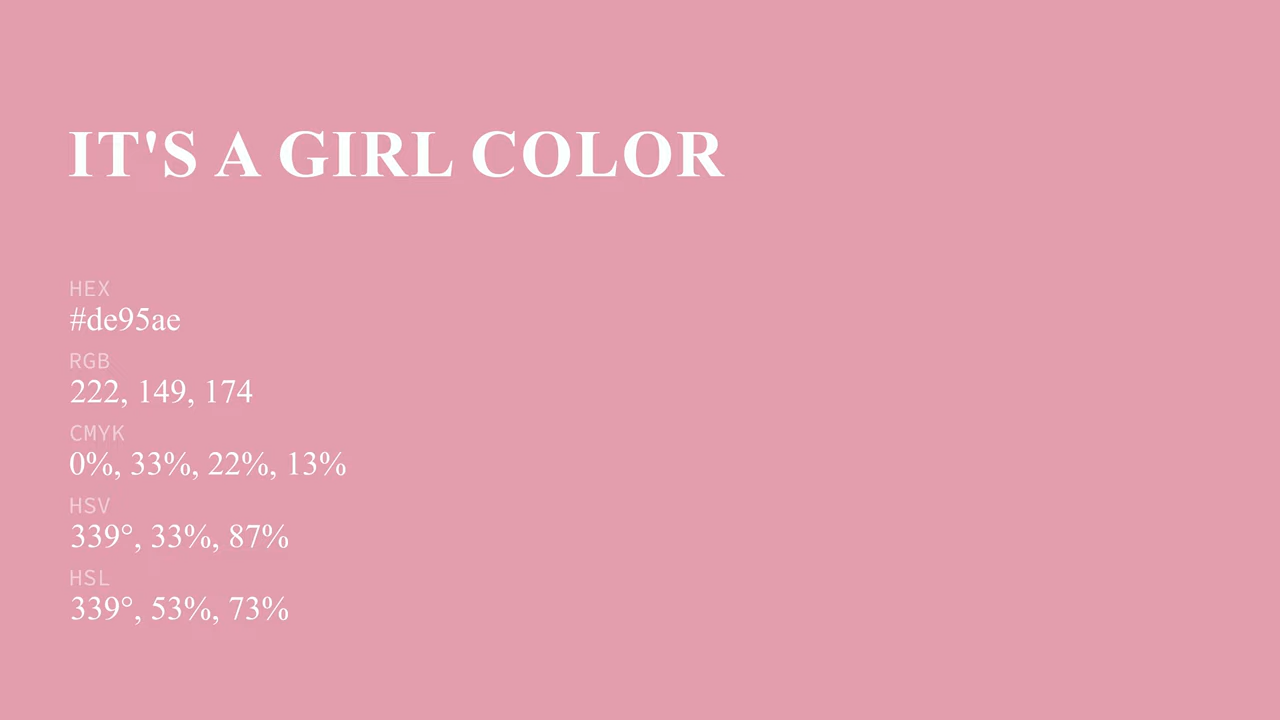 IT'S A GIRL COLOR
HEX
#de95ae
RGB
222, 149, 174
CMYK
0%, 33%, 22%, 13%
HSV
339°, 33%, 87%
HSL
339°, 53%, 73%